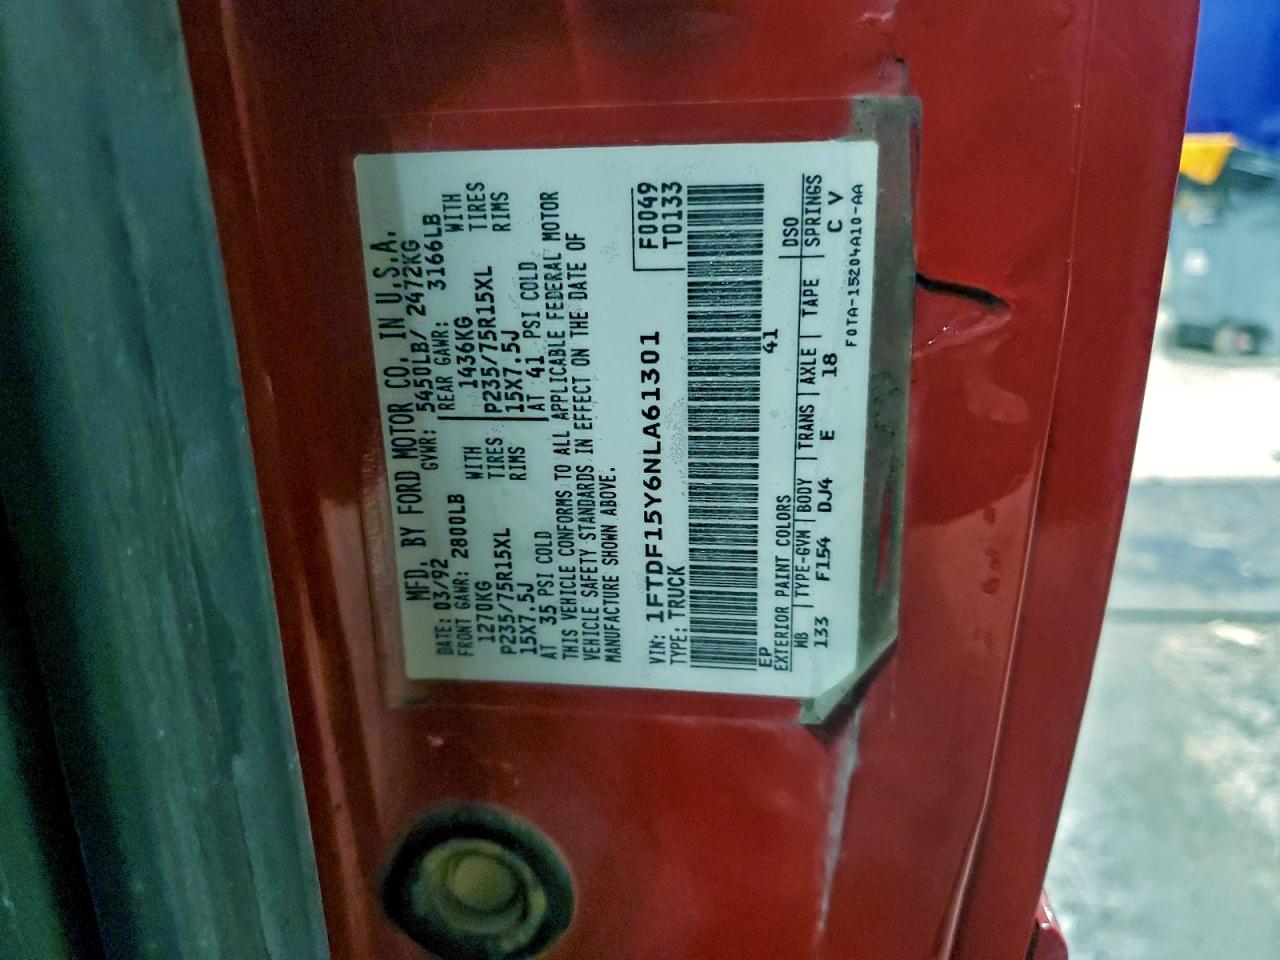 MFD. BY FORD MOTOR CO. IN U.S.A.
DATE: 03/92 GVWR: 5450LB/ 2472KG
FRONT GAWR: 2800LB REAR GAWR: 3166LB
1270KG WITH 1436KG WITH
P235/75R15XL TIRES P235/75R15XL TIRES
15X7.5J RIMS 15X7.5J RIMS
AT 35 PSI COLD AT 41 PSI COLD
THIS VEHICLE CONFORMS TO ALL APPLICABLE FEDERAL MOTOR
VEHICLE SAFETY STANDARDS IN EFFECT ON THE DATE OF
MANUFACTURE SHOWN ABOVE.
VIN: 1FTDF15Y6NLA61301 F0049
TYPE: TRUCK T0133
EP 41
EXTERIOR PAINT COLORS DSO
WB TYPE-GVW BODY TRANS AXLE TAPE SPRINGS
133 F154 DJ4 E 18 C V
F0TA-15204A10-AA